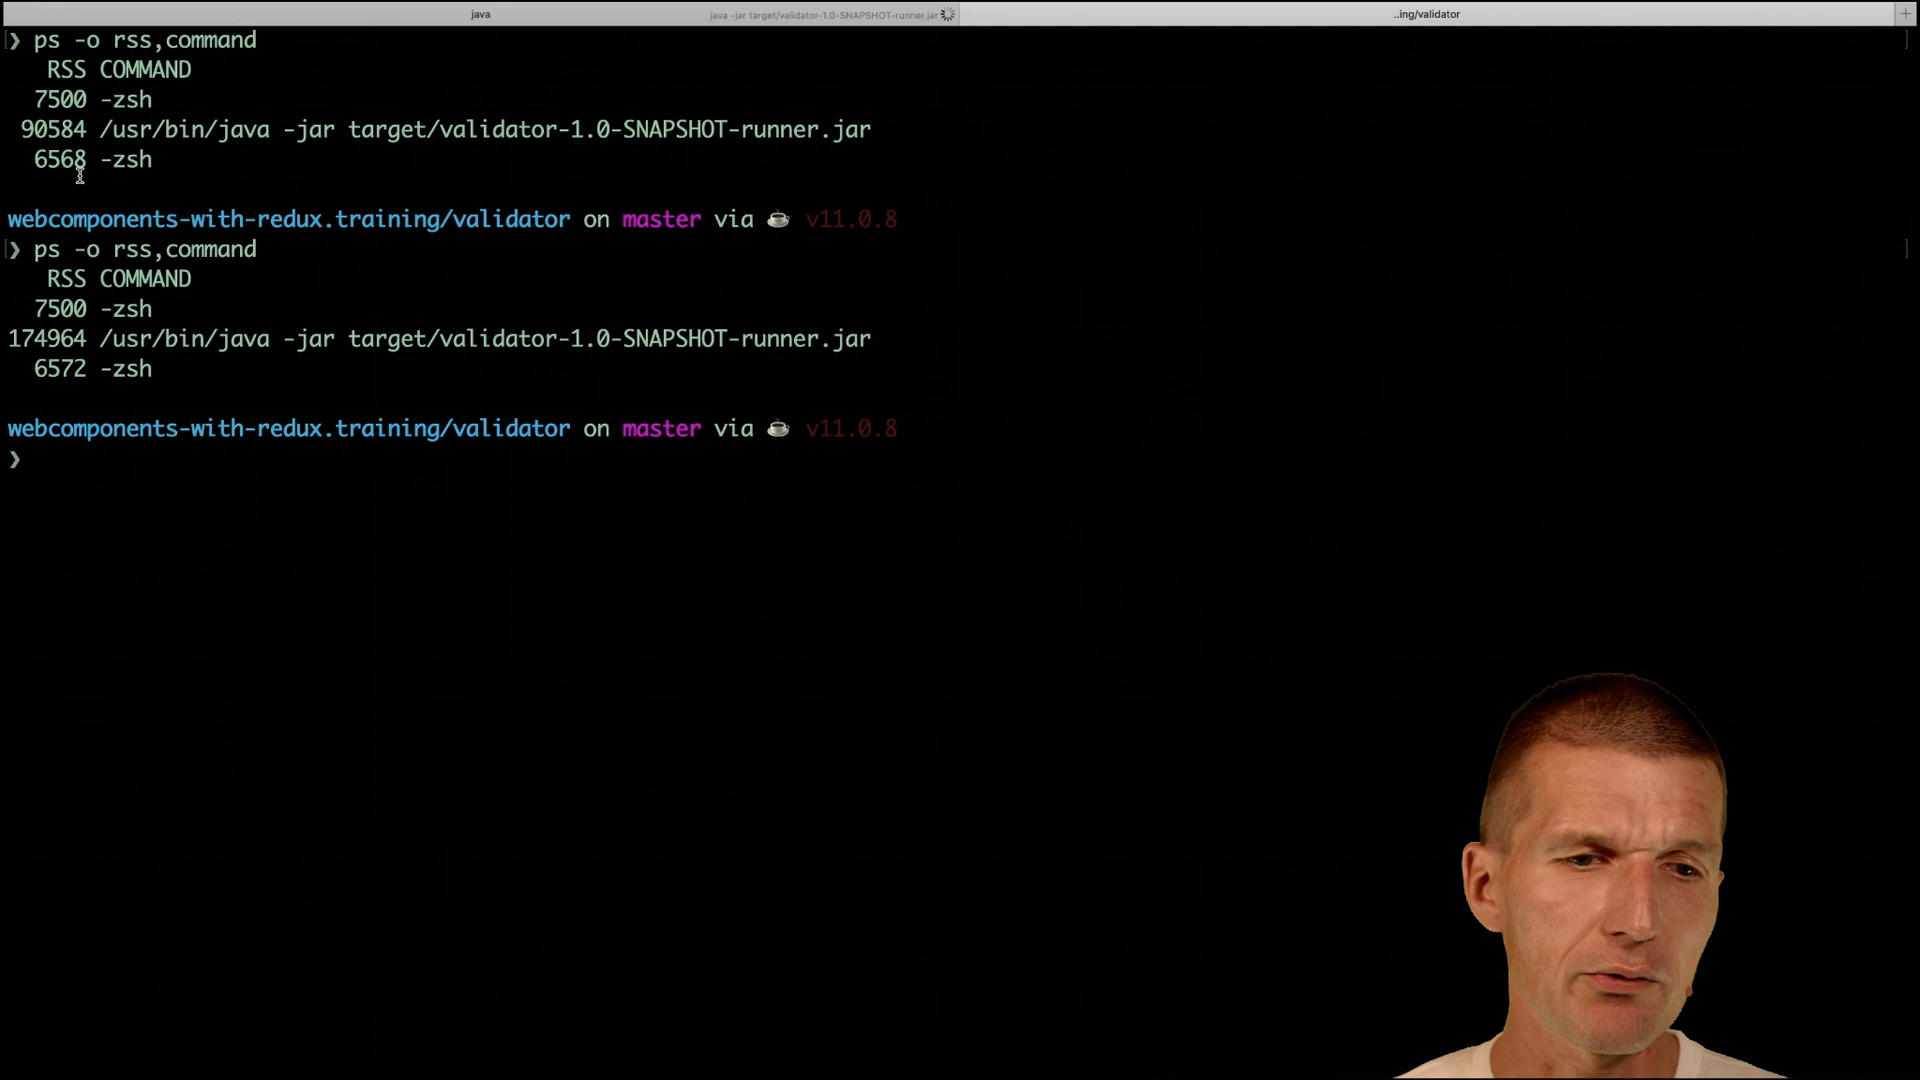 java
java -jar target/validator-1.0-SNAPSHOT-runner.jar
..ing/validator
❯ ps -o rss,command
RSS COMMAND
7500 -zsh
90584 /usr/bin/java -jar target/validator-1.0-SNAPSHOT-runner.jar
6568 -zsh
webcomponents-with-redux.training/validator on master via ☕ v11.0.8
❯ ps -o rss,command
RSS COMMAND
7500 -zsh
174964 /usr/bin/java -jar target/validator-1.0-SNAPSHOT-runner.jar
6572 -zsh
webcomponents-with-redux.training/validator on master via ☕ v11.0.8
❯